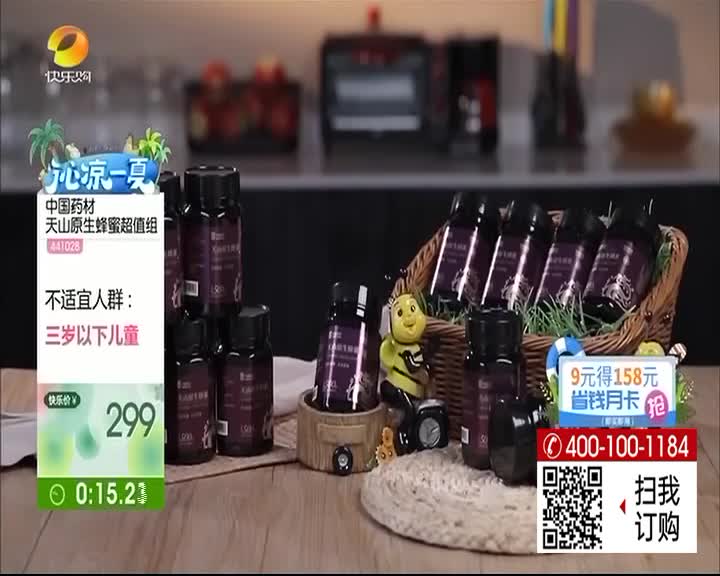 快乐购
沁凉一夏
中国药材
天山原生蜂蜜超值组
441028
不适宜人群：
三岁以下儿童
快乐价¥
299
0:15.2
9元得158元
省钱月卡
抢
400-100-1184
扫我
订购